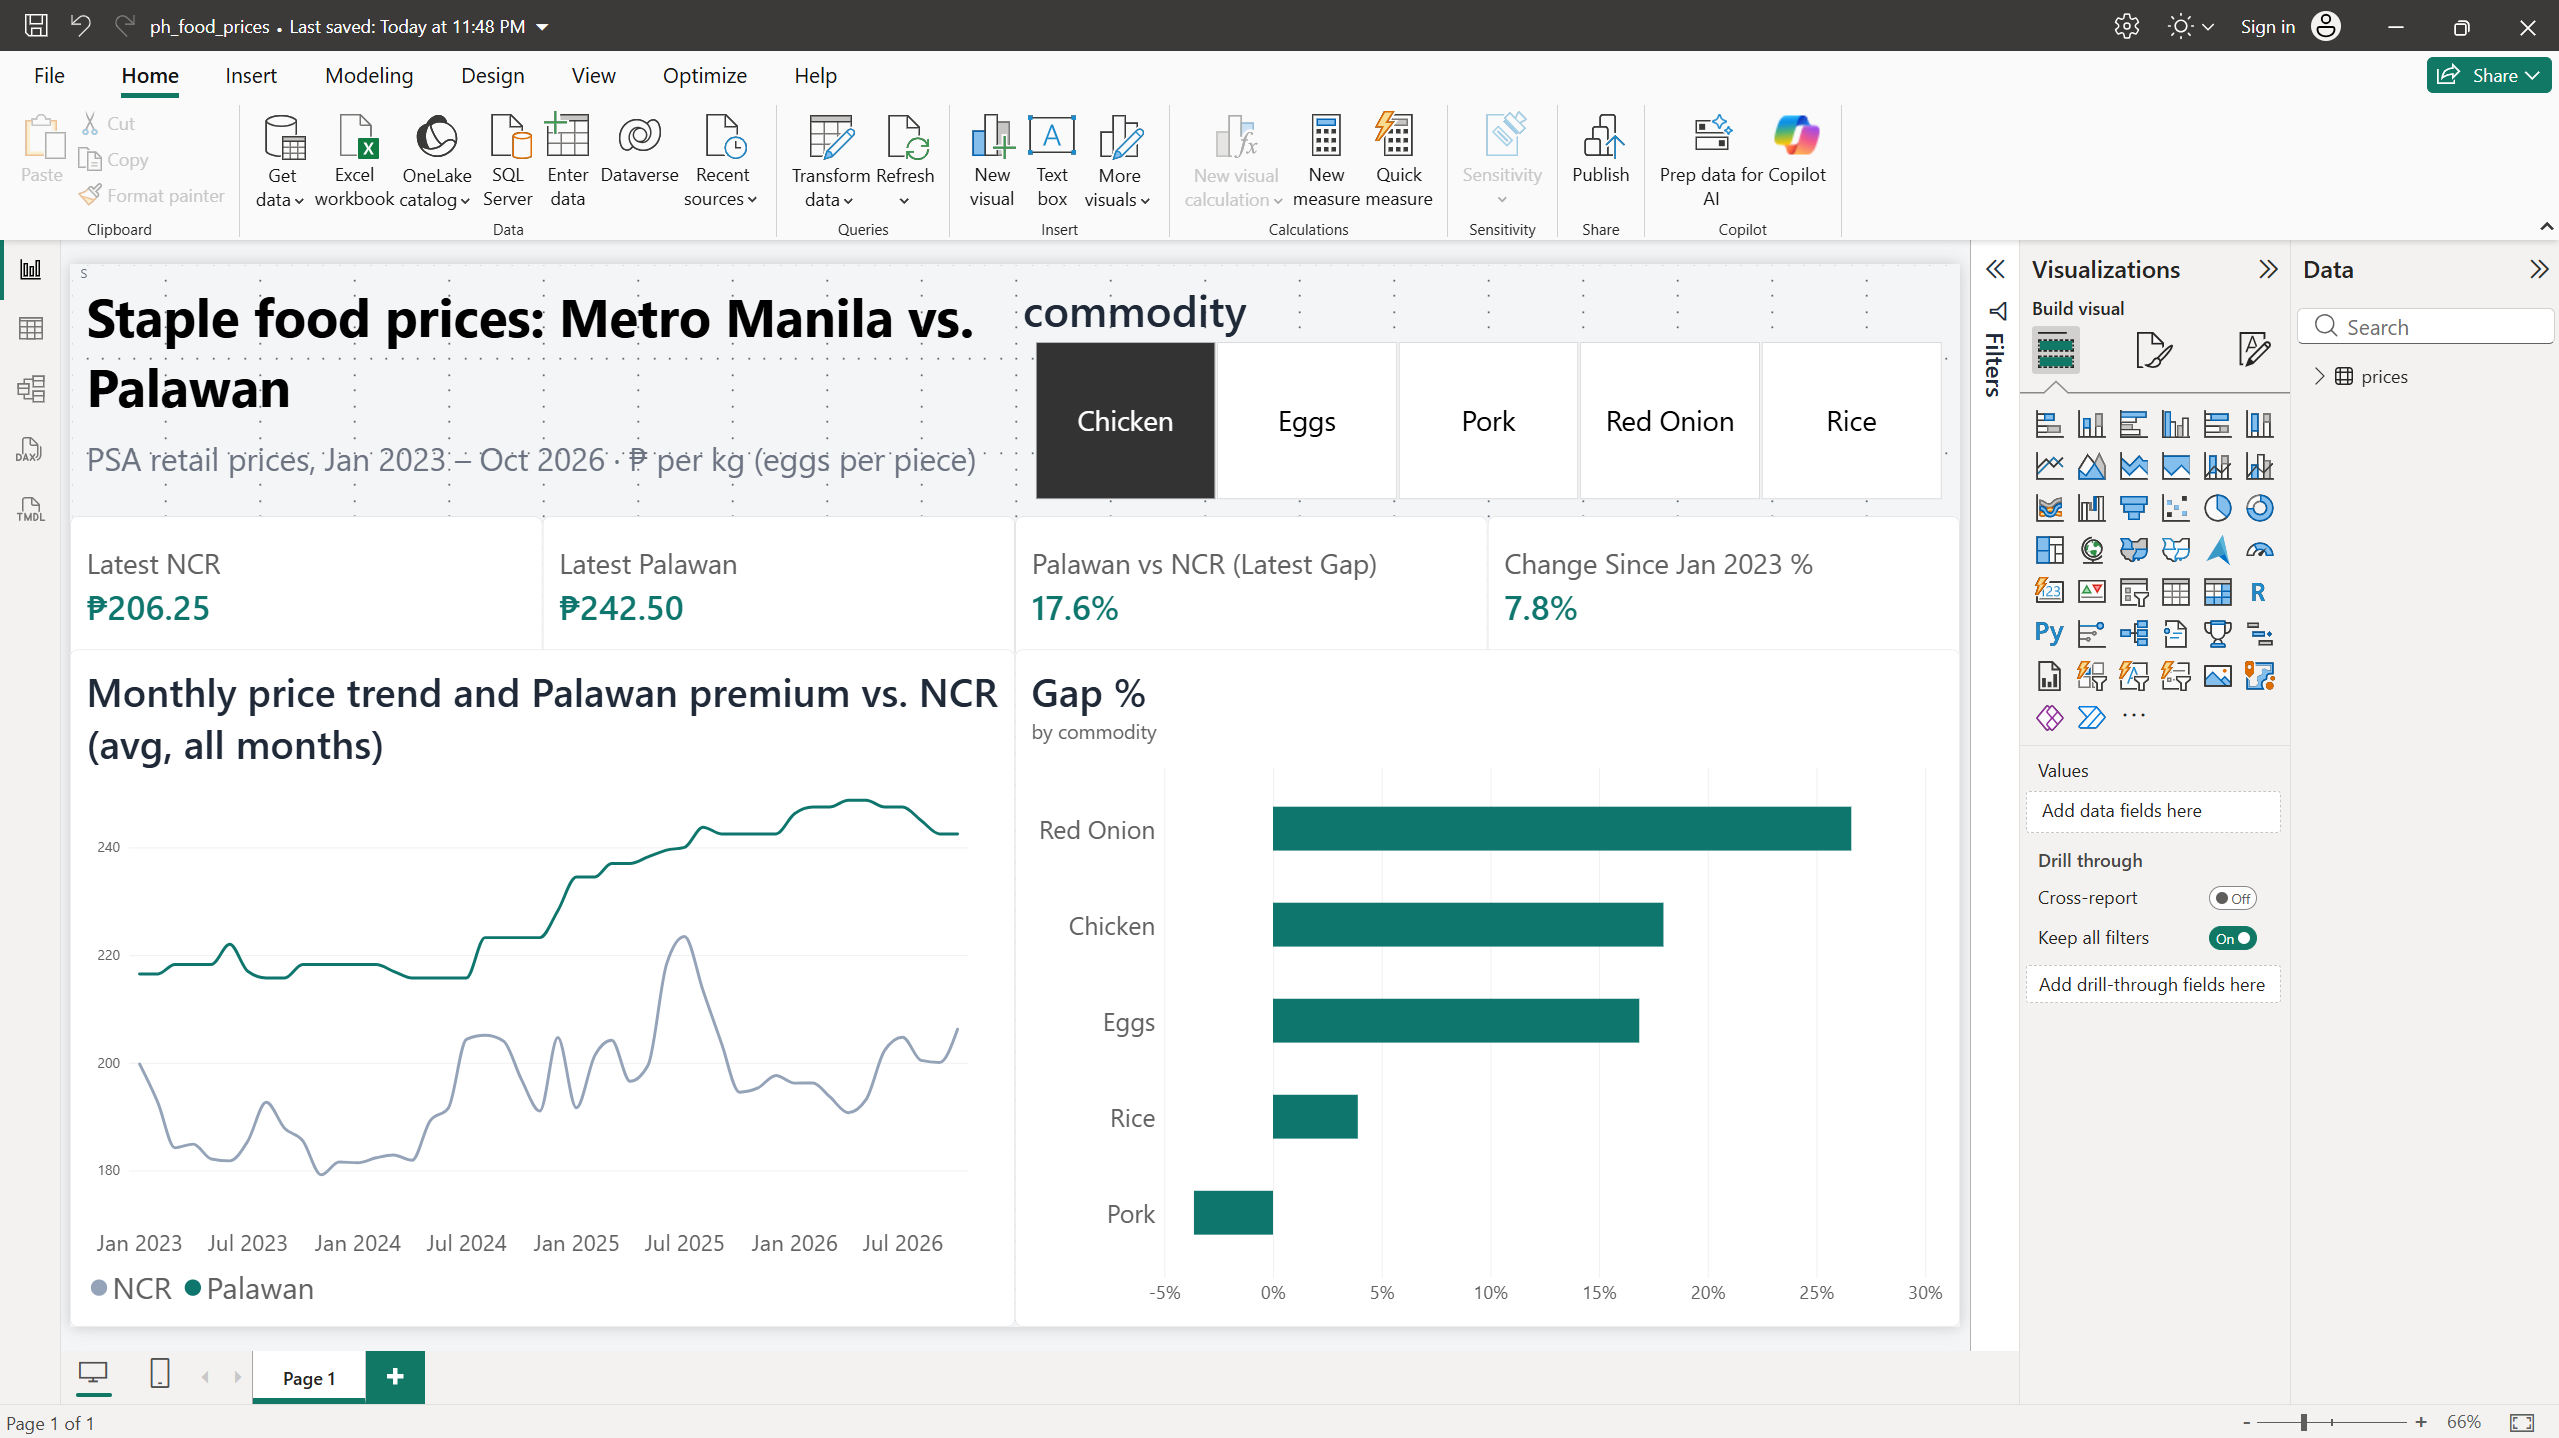 ph_food_prices • Last saved: Today at 11:48 PM
Sign in
File Home Insert Modeling Design View Optimize Help
Share
Paste
Cut
Copy
Format painter
Clipboard
Get data
Excel workbook
OneLake catalog
SQL Server
Enter data
Dataverse
Recent sources
Data
Transform data
Refresh
Queries
New visual
Text box
More visuals
Insert
New visual calculation
New measure
Quick measure
Calculations
Sensitivity
Sensitivity
Publish
Share
Prep data for AI
Copilot
Copilot
DAX
TMDL
S
Staple food prices: Metro Manila vs.
Palawan
PSA retail prices, Jan 2023 – Oct 2026 · ₱ per kg (eggs per piece)
commodity
Chicken
Eggs
Pork
Red Onion
Rice
Latest NCR
₱206.25
Latest Palawan
₱242.50
Palawan vs NCR (Latest Gap)
17.6%
Change Since Jan 2023 %
7.8%
Monthly price trend and Palawan premium vs. NCR
(avg, all months)
240
220
200
180
Jan 2023 Jul 2023 Jan 2024 Jul 2024 Jan 2025 Jul 2025 Jan 2026 Jul 2026
NCR Palawan
Gap %
by commodity
Red Onion
Chicken
Eggs
Rice
Pork
-5% 0% 5% 10% 15% 20% 25% 30%
Filters
Visualizations
Build visual
123
R
Py
Values
Add data fields here
Drill through
Cross-report
Off
Keep all filters
On
Add drill-through fields here
Data
Search
prices
Page 1
Page 1 of 1
- + 66%